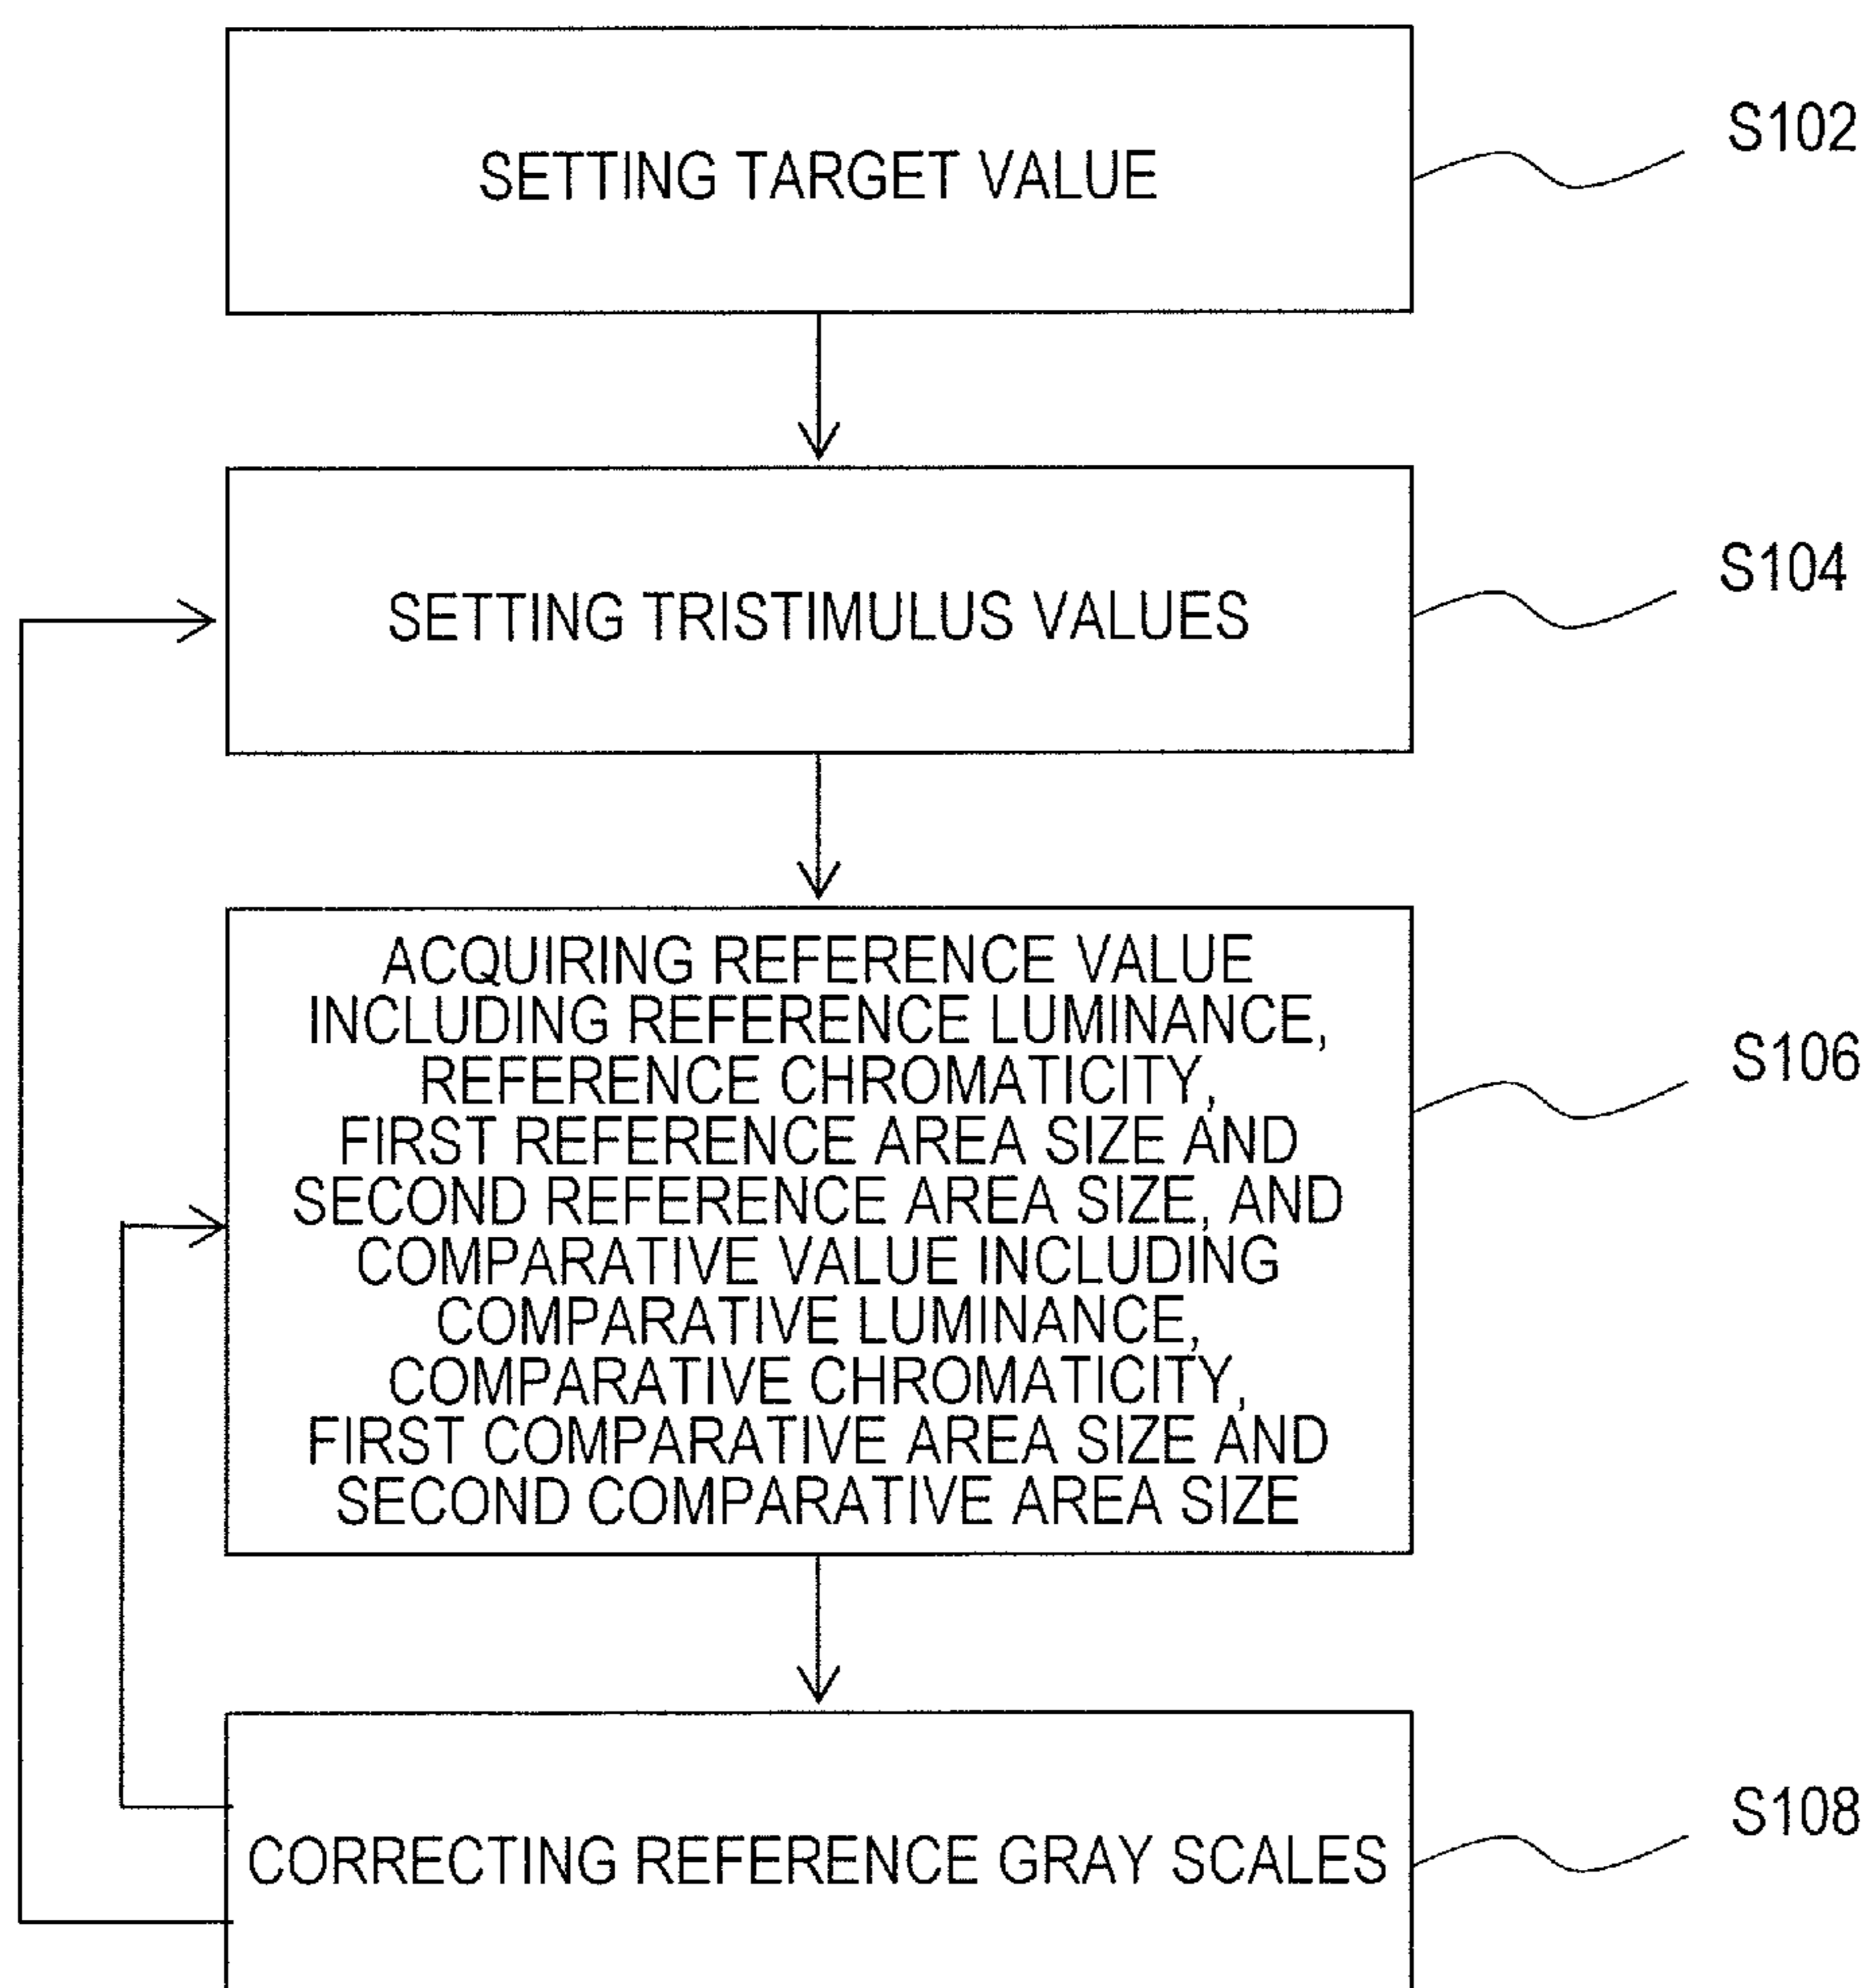 SETTING TARGET VALUE
S102
SETTING TRISTIMULUS VALUES
S104
ACQUIRING REFERENCE VALUE
INCLUDING REFERENCE LUMINANCE,
REFERENCE CHROMATICITY,
FIRST REFERENCE AREA SIZE AND
SECOND REFERENCE AREA SIZE, AND
COMPARATIVE VALUE INCLUDING
COMPARATIVE LUMINANCE,
COMPARATIVE CHROMATICITY,
FIRST COMPARATIVE AREA SIZE AND
SECOND COMPARATIVE AREA SIZE
S106
CORRECTING REFERENCE GRAY SCALES
S108